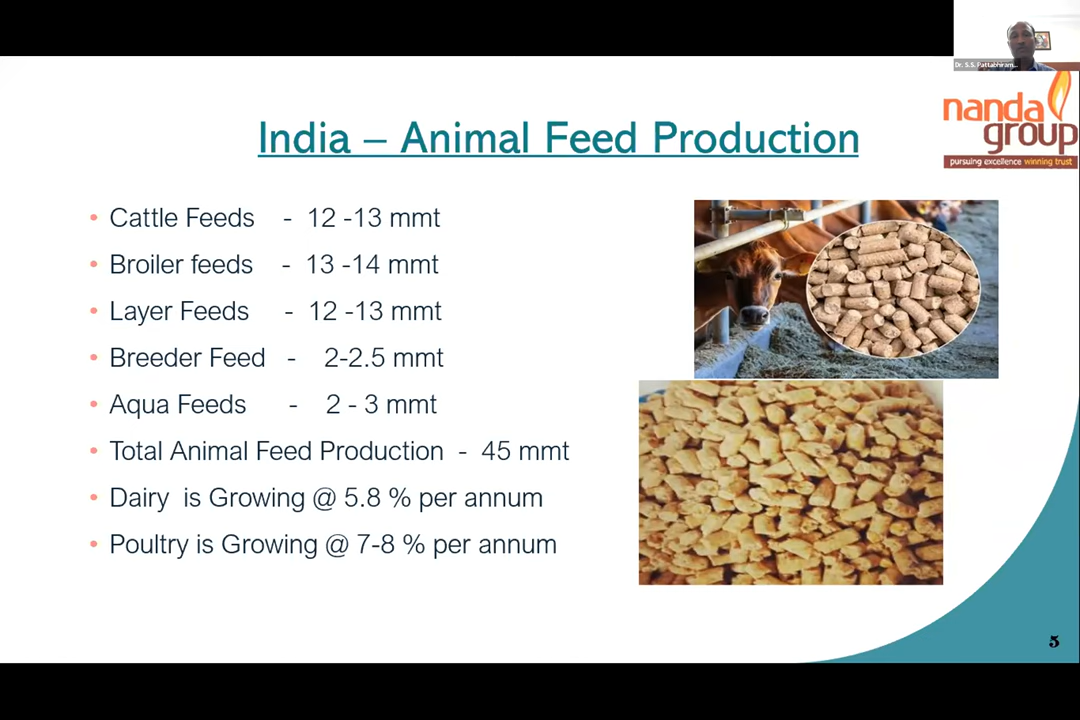 Dr. S.S. Pattabhiram...
nanda
group
pursuing excellence winning trust
India – Animal Feed Production
• Cattle Feeds - 12 -13 mmt
• Broiler feeds - 13 -14 mmt
• Layer Feeds - 12 -13 mmt
• Breeder Feed - 2-2.5 mmt
• Aqua Feeds - 2 - 3 mmt
• Total Animal Feed Production - 45 mmt
• Dairy is Growing @ 5.8 % per annum
• Poultry is Growing @ 7-8 % per annum
5